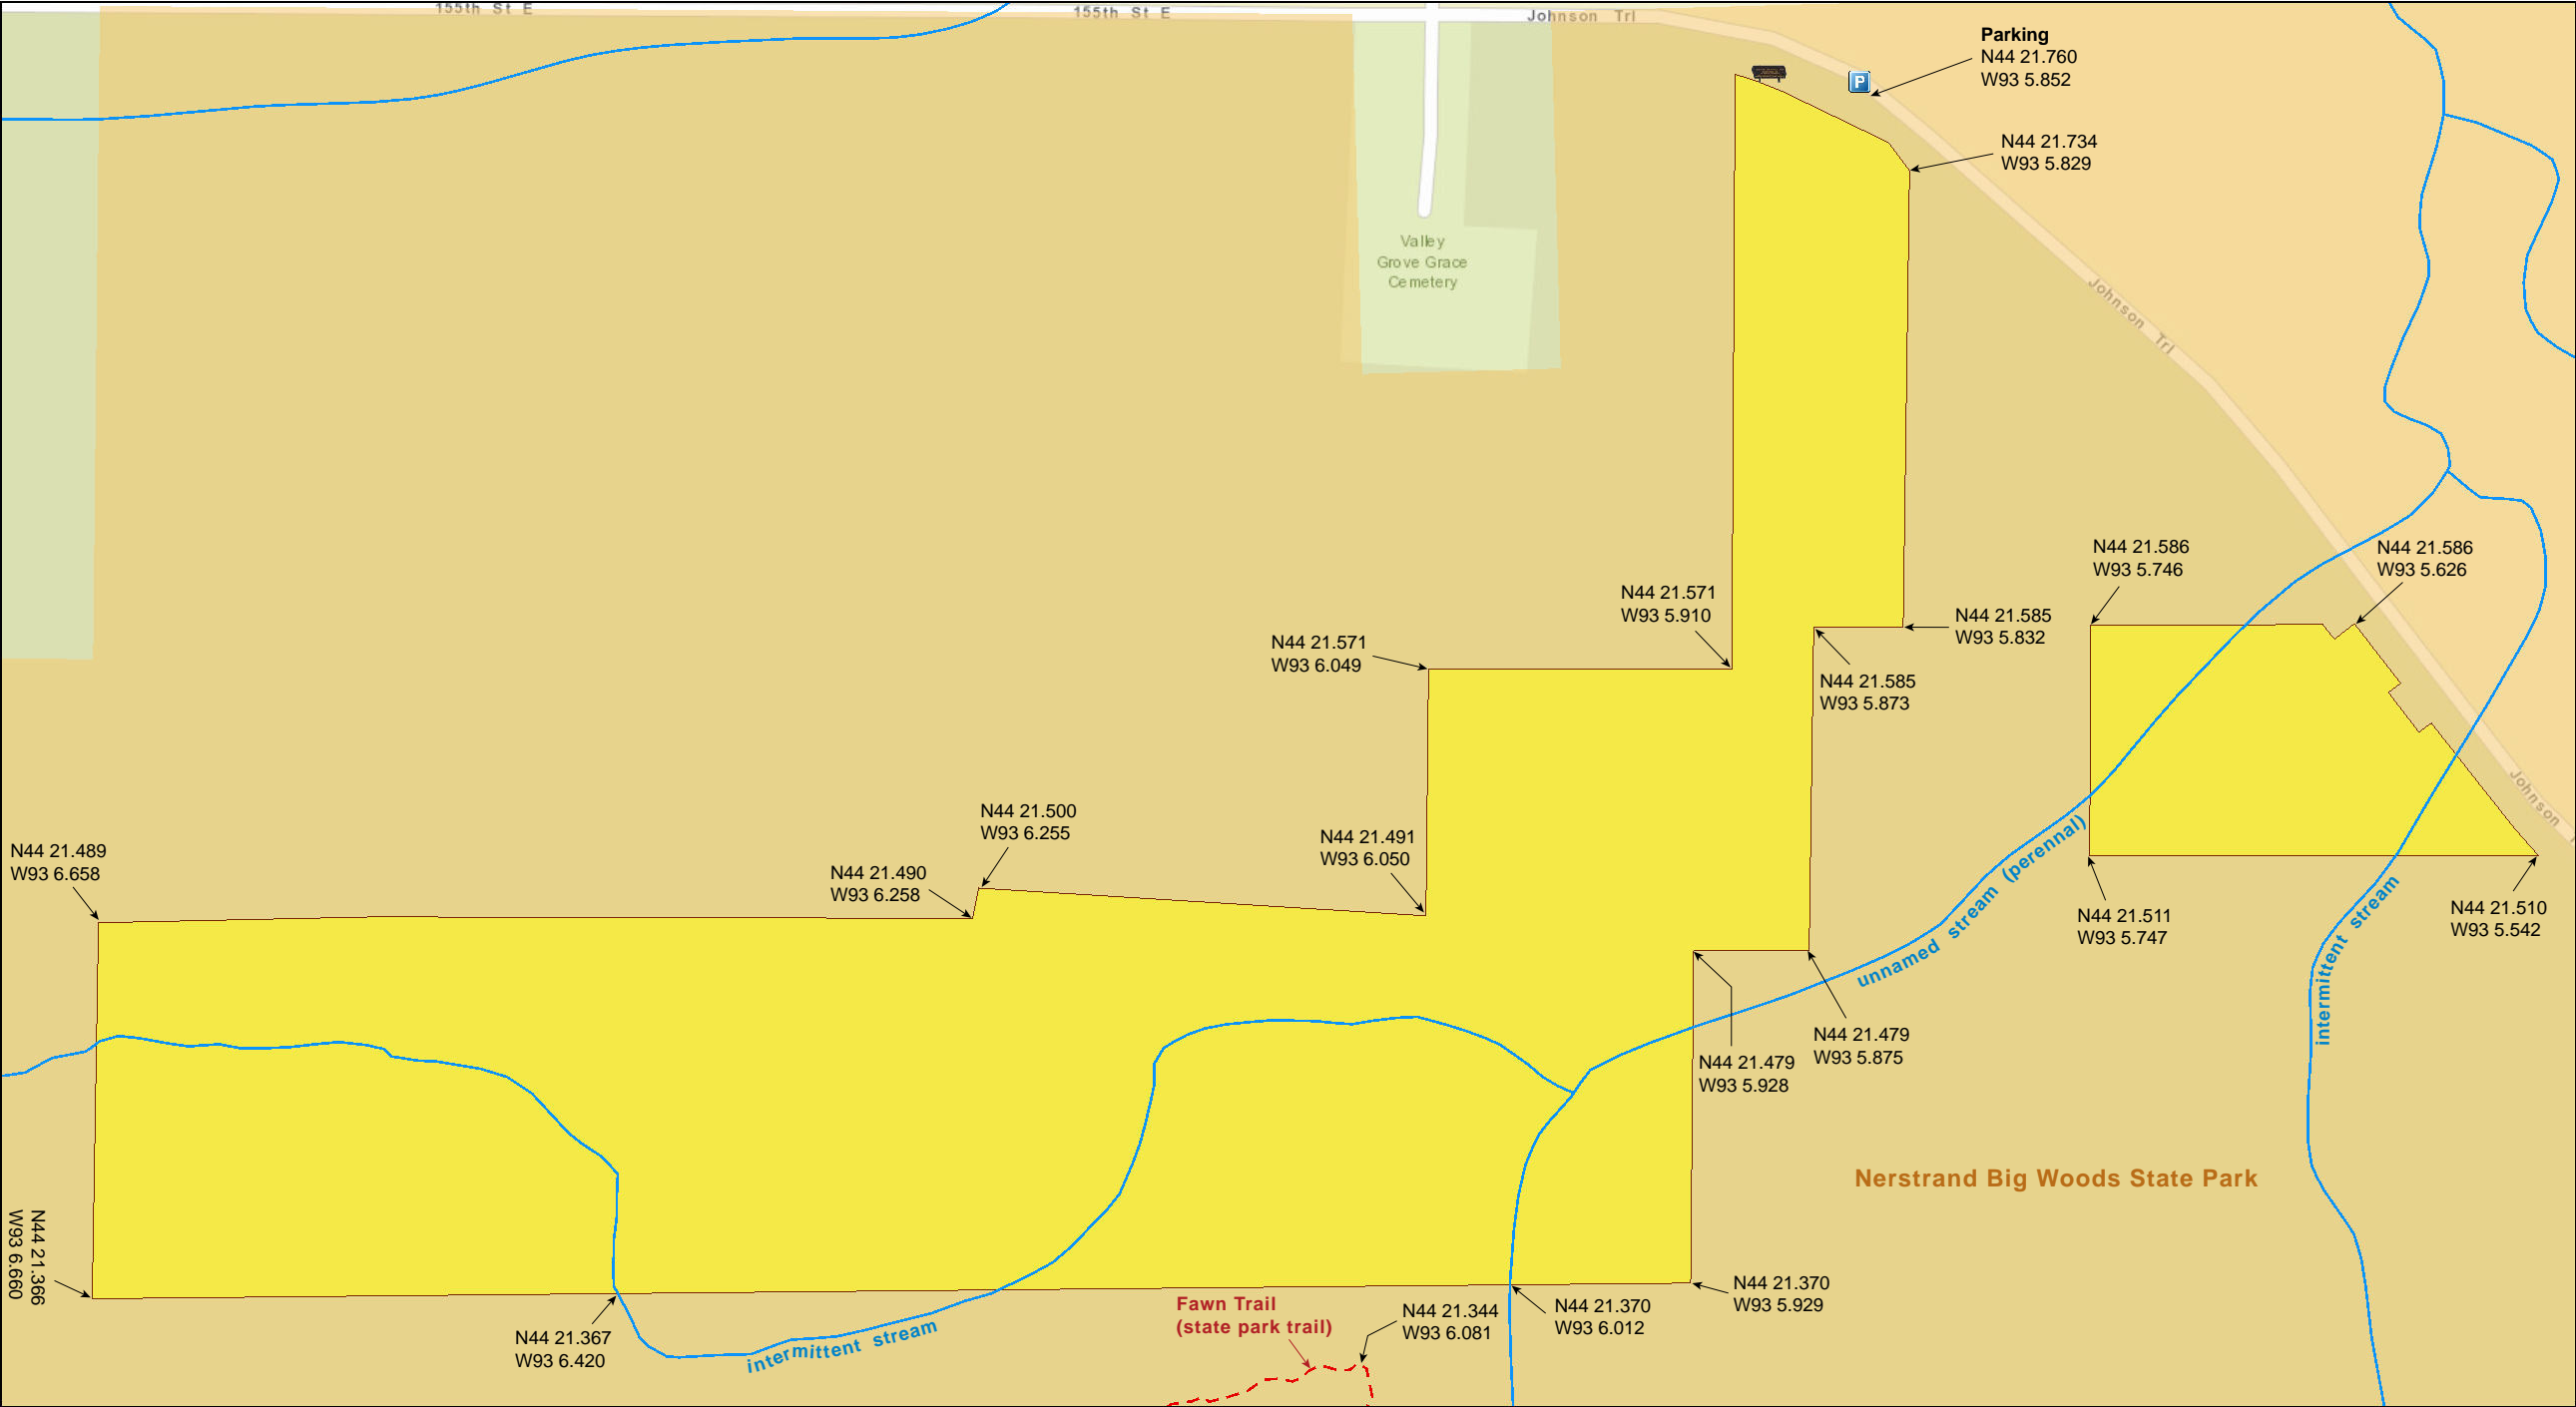 155th St E
155th St E
Johnson Trl
Parking
N44 21.760
W93 5.852
N44 21.734
W93 5.829
Valley
Grove Grace
Cemetery
Johnson Trl
N44 21.586
W93 5.746
N44 21.586
W93 5.626
N44 21.571
W93 5.910
N44 21.585
W93 5.832
N44 21.571
W93 6.049
N44 21.585
W93 5.873
Johnson
N44 21.500
W93 6.255
N44 21.491
W93 6.050
N44 21.489
W93 6.658
N44 21.490
W93 6.258
unnamed stream (perennal)
N44 21.511
W93 5.747
N44 21.510
W93 5.542
intermittent stream
N44 21.479
W93 5.875
N44 21.479
W93 5.928
Nerstrand Big Woods State Park
N44 21.366
W93 6.660
N44 21.370
W93 5.929
Fawn Trail
(state park trail)
N44 21.344
W93 6.081
N44 21.370
W93 6.012
N44 21.367
W93 6.420
intermittent stream
P